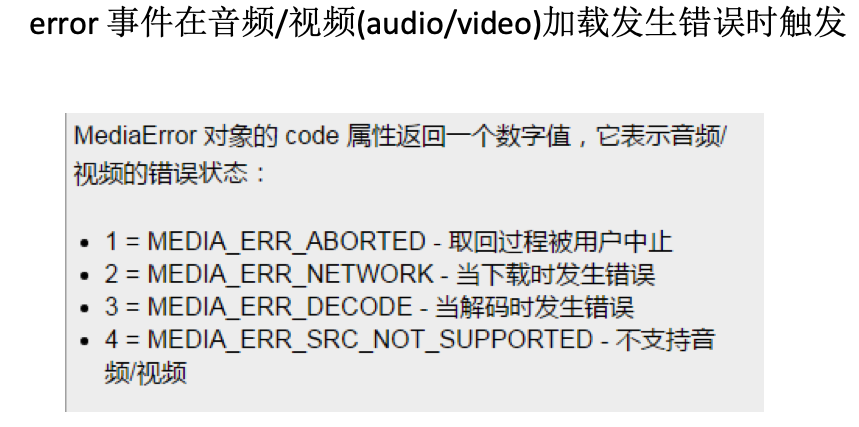 error 事件在音频/视频(audio/video)加载发生错误时触发
MediaError 对象的 code 属性返回一个数字值，它表示音频/
视频的错误状态：
• 1 = MEDIA_ERR_ABORTED - 取回过程被用户中止
• 2 = MEDIA_ERR_NETWORK - 当下载时发生错误
• 3 = MEDIA_ERR_DECODE - 当解码时发生错误
• 4 = MEDIA_ERR_SRC_NOT_SUPPORTED - 不支持音
频/视频